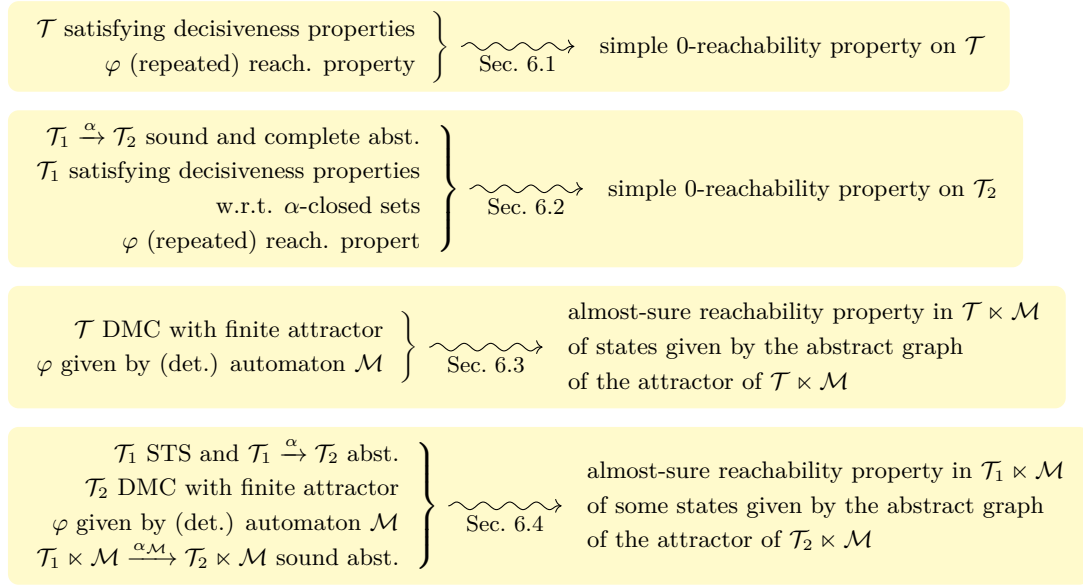 𝒯 satisfying decisiveness properties
φ (repeated) reach. property
Sec. 6.1
simple 0-reachability property on 𝒯
𝒯₁ →^α 𝒯₂ sound and complete abst.
𝒯₁ satisfying decisiveness properties
w.r.t. α-closed sets
φ (repeated) reach. propert
Sec. 6.2
simple 0-reachability property on 𝒯₂
𝒯 DMC with finite attractor
φ given by (det.) automaton ℳ
Sec. 6.3
almost-sure reachability property in 𝒯 ⋉ ℳ
of states given by the abstract graph
of the attractor of 𝒯 ⋉ ℳ
𝒯₁ STS and 𝒯₁ →^α 𝒯₂ abst.
𝒯₂ DMC with finite attractor
φ given by (det.) automaton ℳ
𝒯₁ ⋉ ℳ →^{α_ℳ} 𝒯₂ ⋉ ℳ sound abst.
Sec. 6.4
almost-sure reachability property in 𝒯₁ ⋉ ℳ
of some states given by the abstract graph
of the attractor of 𝒯₂ ⋉ ℳ